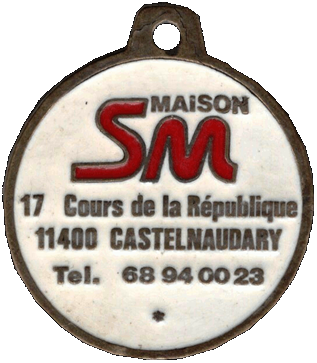 MAiSON
SM
17 Cours de la République
11400 CASTELNAUDARY
Tel. 68 94 00 23
*